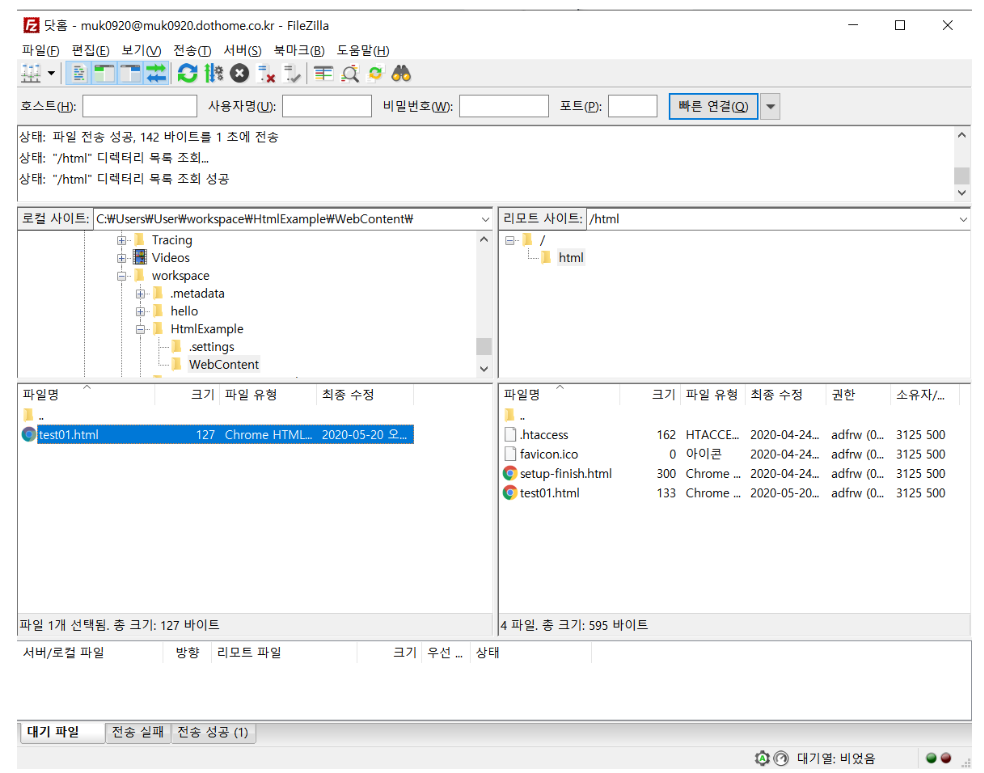 닷홈 - muk0920@muk0920.dothome.co.kr - FileZilla
파일(F) 편집(E) 보기(V) 전송(T) 서버(S) 북마크(B) 도움말(H)
호스트(H): 사용자명(U): 비밀번호(W): 포트(P): 빠른 연결(Q)
상태: 파일 전송 성공, 142 바이트를 1 초에 전송
상태: "/html" 디렉터리 목록 조회...
상태: "/html" 디렉터리 목록 조회 성공
로컬 사이트: C:₩Users₩User₩workspace₩HtmlExample₩WebContent₩
Tracing
Videos
workspace
.metadata
hello
HtmlExample
.settings
WebContent
리모트 사이트: /html
/
html
파일명 크기 파일 유형 최종 수정
..
test01.html 127 Chrome HTML... 2020-05-20 오...
파일 1개 선택됨. 총 크기: 127 바이트
파일명 크기 파일 유형 최종 수정 권한 소유자/...
..
.htaccess 162 HTACCE... 2020-04-24... adfrw (0... 3125 500
favicon.ico 0 아이콘 2020-04-24... adfrw (0... 3125 500
setup-finish.html 300 Chrome ... 2020-04-24... adfrw (0... 3125 500
test01.html 133 Chrome ... 2020-05-20... adfrw (0... 3125 500
4 파일. 총 크기: 595 바이트
서버/로컬 파일 방향 리모트 파일 크기 우선 ... 상태
대기 파일 전송 실패 전송 성공 (1)
대기열: 비었음